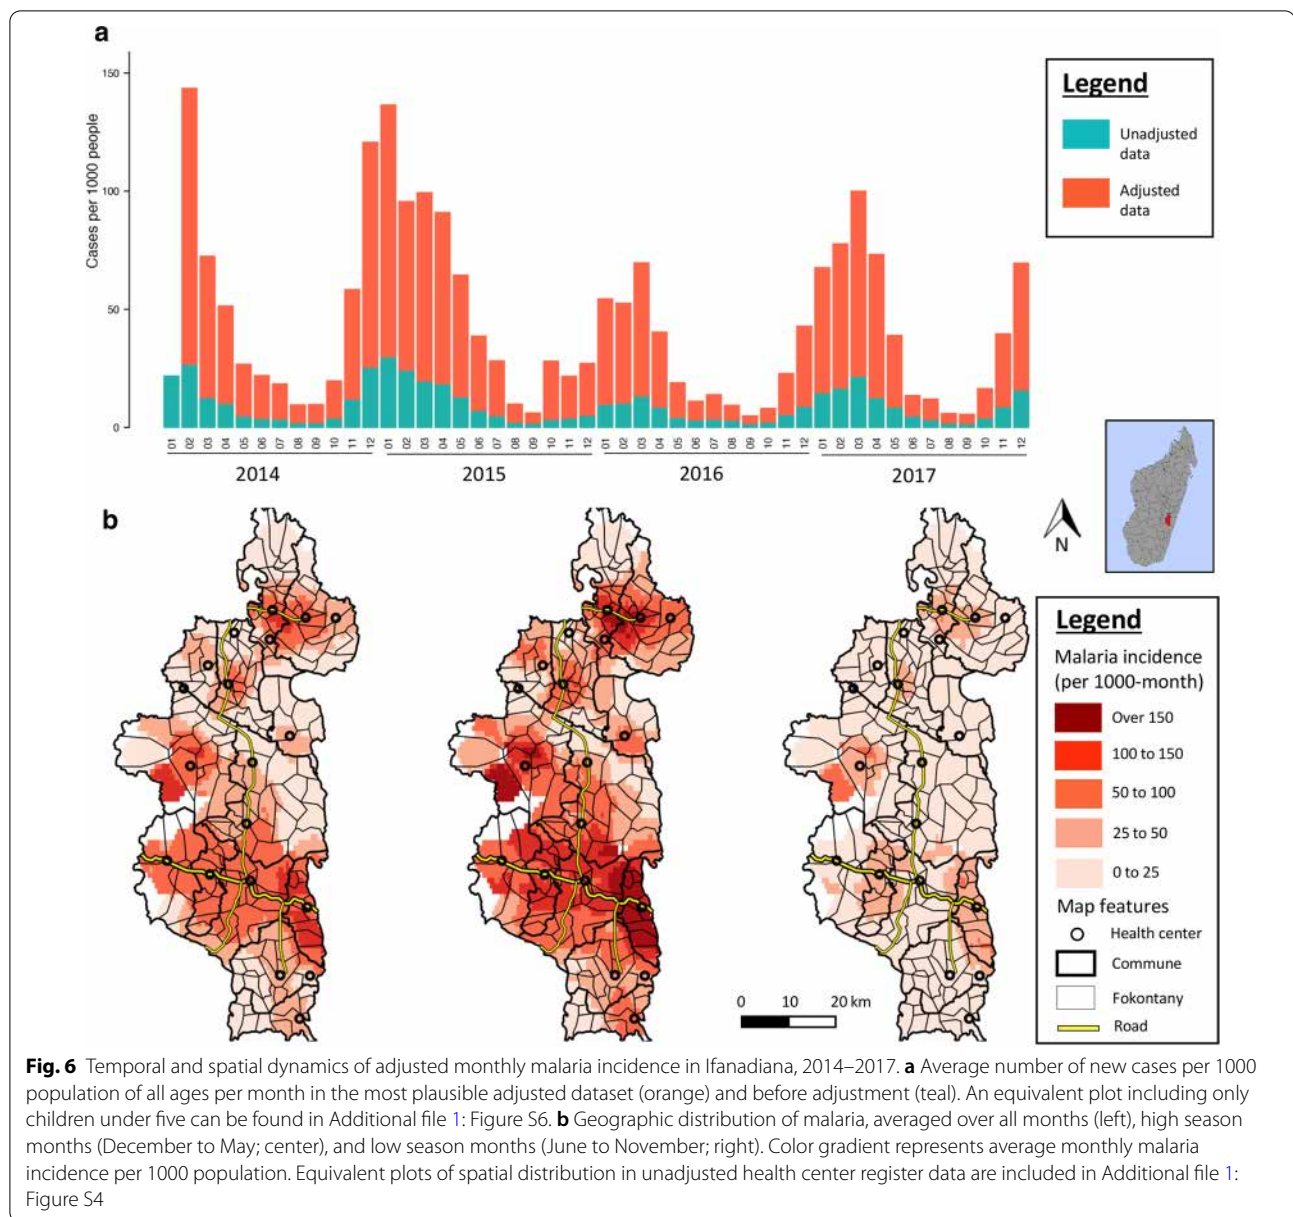 a
150
100
50
0
Cases per 1000 people
01 02 03 04 05 06 07 08 09 10 11 12 01 02 03 04 05 06 07 08 09 10 11 12 01 02 03 04 05 06 07 08 09 10 11 12 01 02 03 04 05 06 07 08 09 10 11 12
2014 2015 2016 2017
Legend
Unadjusted
data
Adjusted
data
b
N
0 10 20 km
Legend
Malaria incidence
(per 1000-month)
Over 150
100 to 150
50 to 100
25 to 50
0 to 25
Map features
Health center
Commune
Fokontany
Road
Fig. 6 Temporal and spatial dynamics of adjusted monthly malaria incidence in Ifanadiana, 2014–2017. a Average number of new cases per 1000
population of all ages per month in the most plausible adjusted dataset (orange) and before adjustment (teal). An equivalent plot including only
children under five can be found in Additional file 1: Figure S6. b Geographic distribution of malaria, averaged over all months (left), high season
months (December to May; center), and low season months (June to November; right). Color gradient represents average monthly malaria
incidence per 1000 population. Equivalent plots of spatial distribution in unadjusted health center register data are included in Additional file 1:
Figure S4